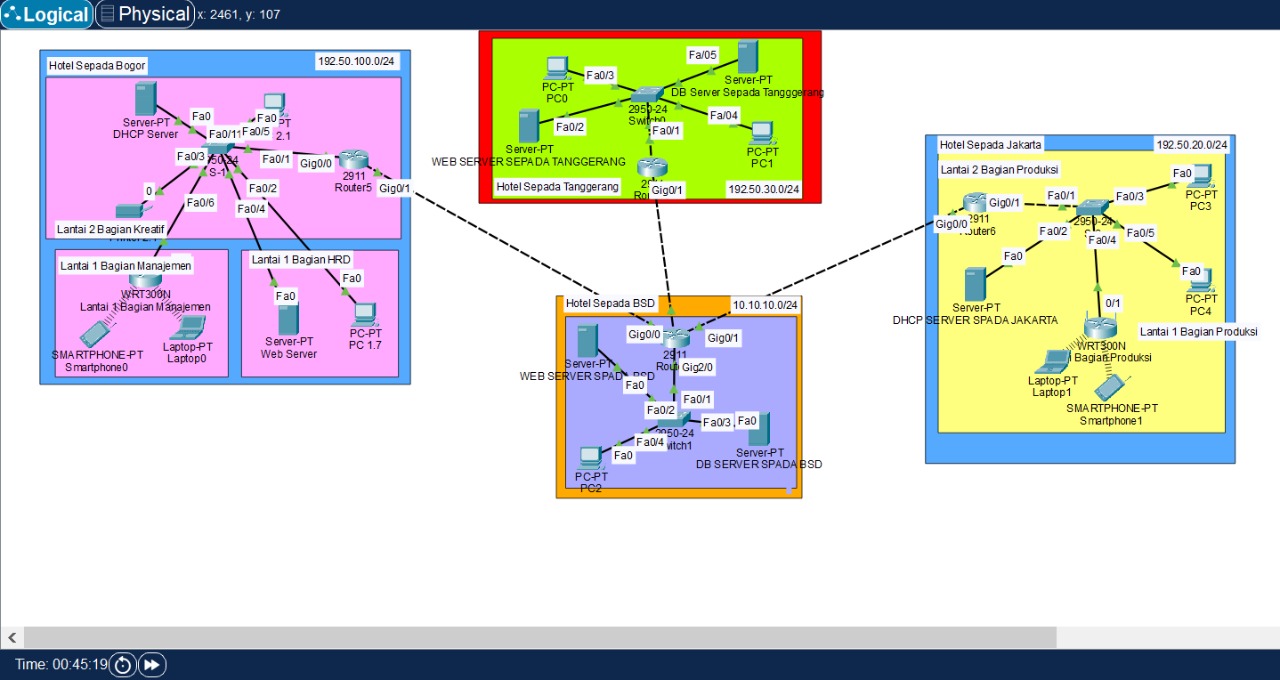 Logical
Physical
x: 2461, y: 107
Hotel Sepada Bogor
192.50.100.0/24
Server-PT
DHCP Server
Fa0
Fa0
Fa0/11
Fa0/5
2.1
Fa0/3
S-1
Fa0/1
Gig0/0
2911
Router5
Gig0/1
0
Fa0/6
Fa0/2
Fa0/4
Lantai 2 Bagian Kreatif
Lantai 1 Bagian Manajemen
WRT300N
Lantai 1 Bagian Manajemen
SMARTPHONE-PT
Smartphone0
Laptop-PT
Laptop0
Lantai 1 Bagian HRD
Fa0
Fa0
Server-PT
Web Server
PC-PT
PC 1.7
Fa0/3
PC-PT
PC0
Fa/05
Server-PT
DB Server Sepada Tangggerang
2950-24
Switch0
Fa0/2
Fa/04
Fa0/1
Server-PT
WEB SERVER SEPADA TANGGERANG
PC-PT
PC1
Hotel Sepada Tanggerang
Gig0/1
192.50.30.0/24
Hotel Sepada BSD
10.10.10.0/24
Gig0/0
Gig0/1
2911
Gig2/0
Server-PT
WEB SERVER SPADA BSD
Fa0
Fa0/1
Fa0/2
Fa0/3
Fa0
2950-24
Switch1
Fa0/4
Fa0
PC-PT
PC2
Server-PT
DB SERVER SPADA BSD
Hotel Sepada Jakarta
192.50.20.0/24
Lantai 2 Bagian Produksi
Fa0
PC-PT
PC3
Gig0/1
Fa0/1
Fa0/3
Gig0/0
2911
Router6
2950-24
Fa0/2
Fa0/4
Fa0/5
Fa0
Fa0
Server-PT
DHCP SERVER SPADA JAKARTA
PC-PT
PC4
0/1
Lantai 1 Bagian Produksi
WRT300N
1 Bagian Produksi
Laptop-PT
Laptop1
SMARTPHONE-PT
Smartphone1
Time: 00:45:19